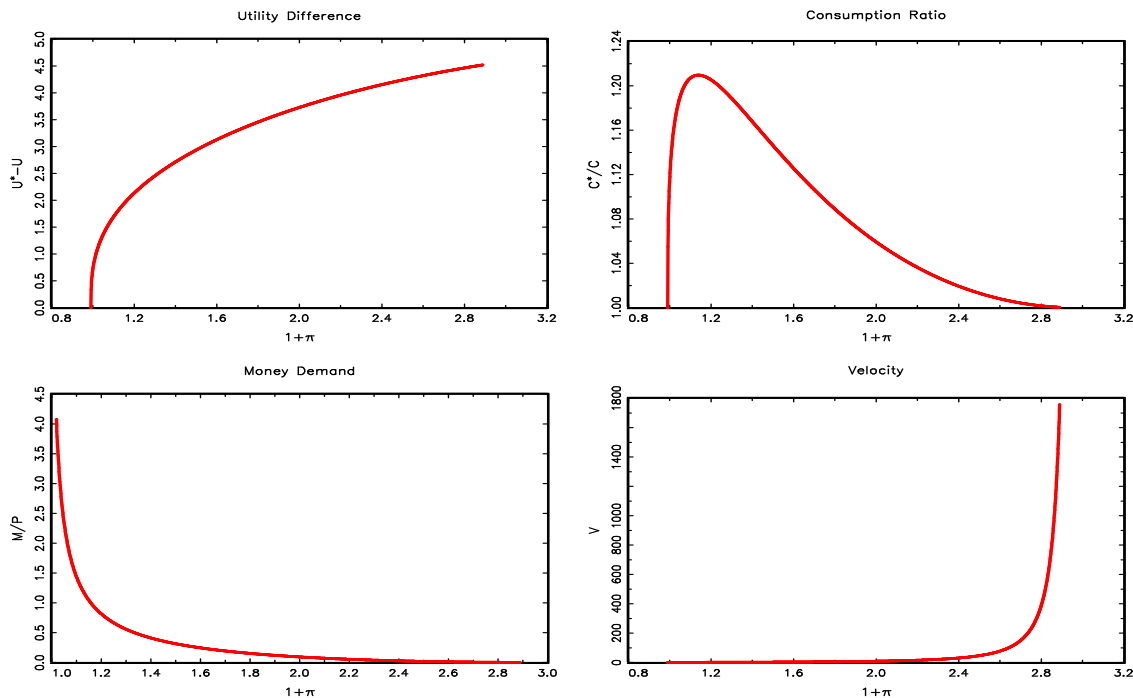 Utility Difference
U*-U
0.0 0.5 1.0 1.5 2.0 2.5 3.0 3.5 4.0 4.5 5.0
0.8 1.2 1.6 2.0 2.4 2.8 3.2
1+π
Consumption Ratio
C*/C
1.00 1.04 1.08 1.12 1.16 1.20 1.24
0.8 1.2 1.6 2.0 2.4 2.8 3.2
1+π
Money Demand
M/P
0.0 0.5 1.0 1.5 2.0 2.5 3.0 3.5 4.0 4.5
1.0 1.2 1.4 1.6 1.8 2.0 2.2 2.4 2.6 2.8 3.0
1+π
Velocity
V
0 200 400 600 800 1000 1400 1800
0.8 1.2 1.6 2.0 2.4 2.8 3.2
1+π